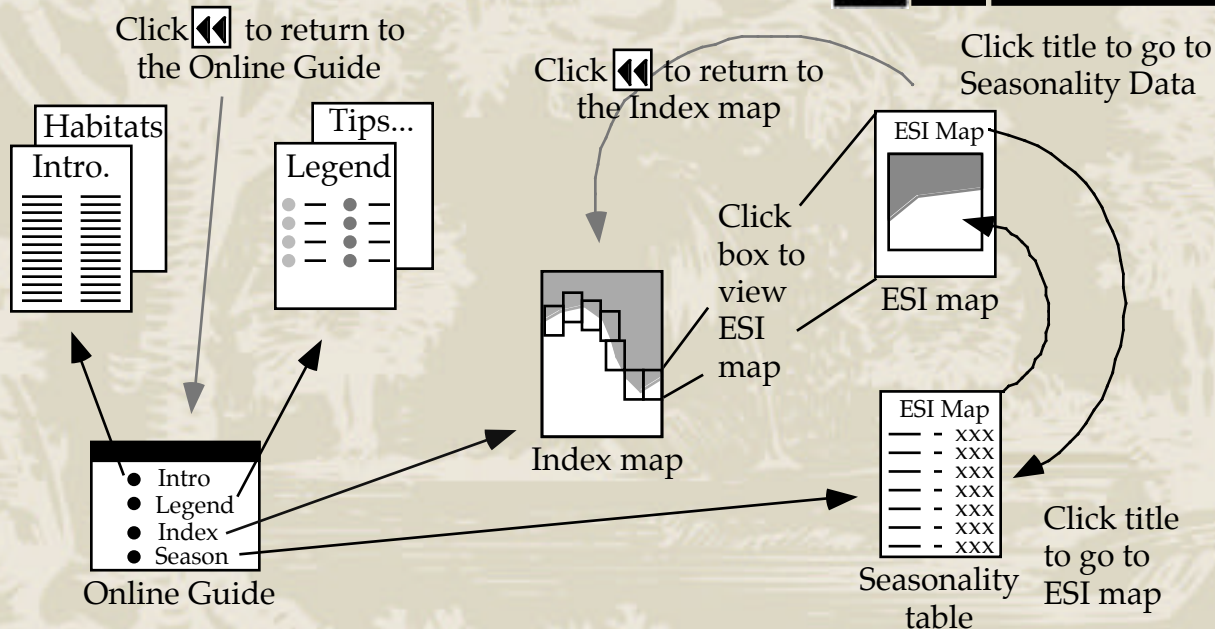 Click to return to
the Online Guide
Click to return to
the Index map
Click title to go to
Seasonality Data
Habitats
Intro.
Tips...
Legend
ESI Map
Click
box to
view
ESI
map
ESI map
Index map
Intro
Legend
Index
Season
Online Guide
ESI Map
xxx
xxx
xxx
xxx
xxx
xxx
xxx
Seasonality
table
Click title
to go to
ESI map